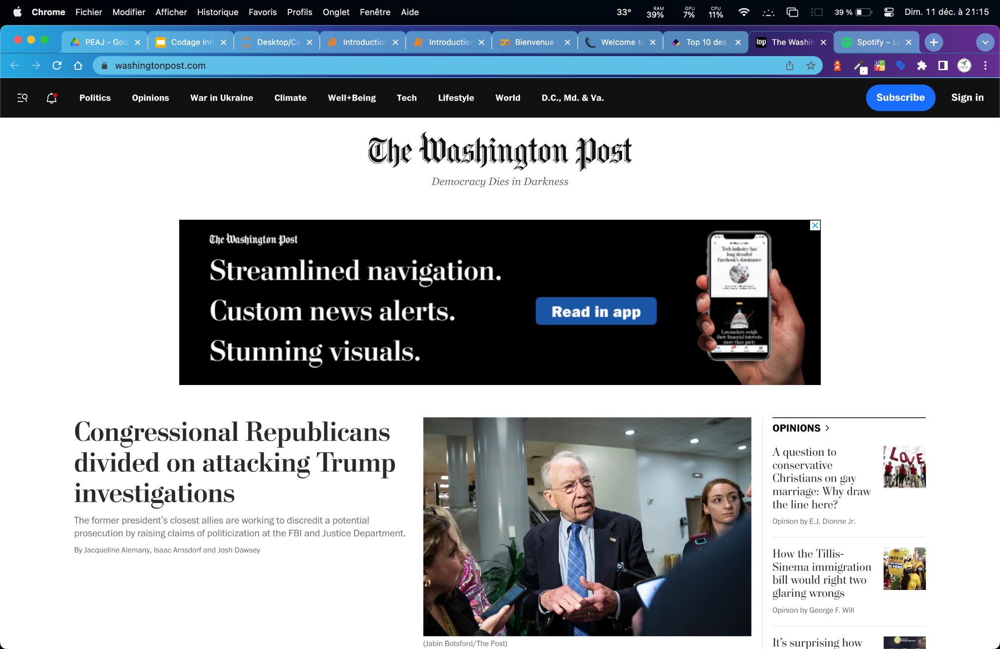 Chrome Fichier Modifier Afficher Historique Favoris Profils Onglet Fenêtre Aide 33° RAM 39% GPU 7% CPU 11% 39 % Dim. 11 déc. à 21:15
PEAJ - Goo Codage Info Desktop/Co Introduction Introduction Bienvenue Welcome to Top 10 des The Washin Spotify – Le
washingtonpost.com
Politics Opinions War in Ukraine Climate Well+Being Tech Lifestyle World D.C., Md. & Va. Subscribe Sign in
The Washington Post
Democracy Dies in Darkness
The Washington Post
Streamlined navigation.
Custom news alerts.
Stunning visuals.
Read in app
Tech industry has
long dreaded
Facebook's dominance
Lawmakers weigh
their financial interests
more than party
Congressional Republicans
divided on attacking Trump
investigations
The former president's closest allies are working to discredit a potential
prosecution by raising claims of politicization at the FBI and Justice Department.
By Jacqueline Alemany, Isaac Arnsdorf and Josh Dawsey
(Jabin Botsford/The Post)
OPINIONS >
A question to
conservative
Christians on gay
marriage: Why draw
the line here?
Opinion by E.J. Dionne Jr.
LOVE
How the Tillis-
Sinema immigration
bill would right two
glaring wrongs
Opinion by George F. Will
DACA IS
OUR HOME
IS HERE
It's surprising how